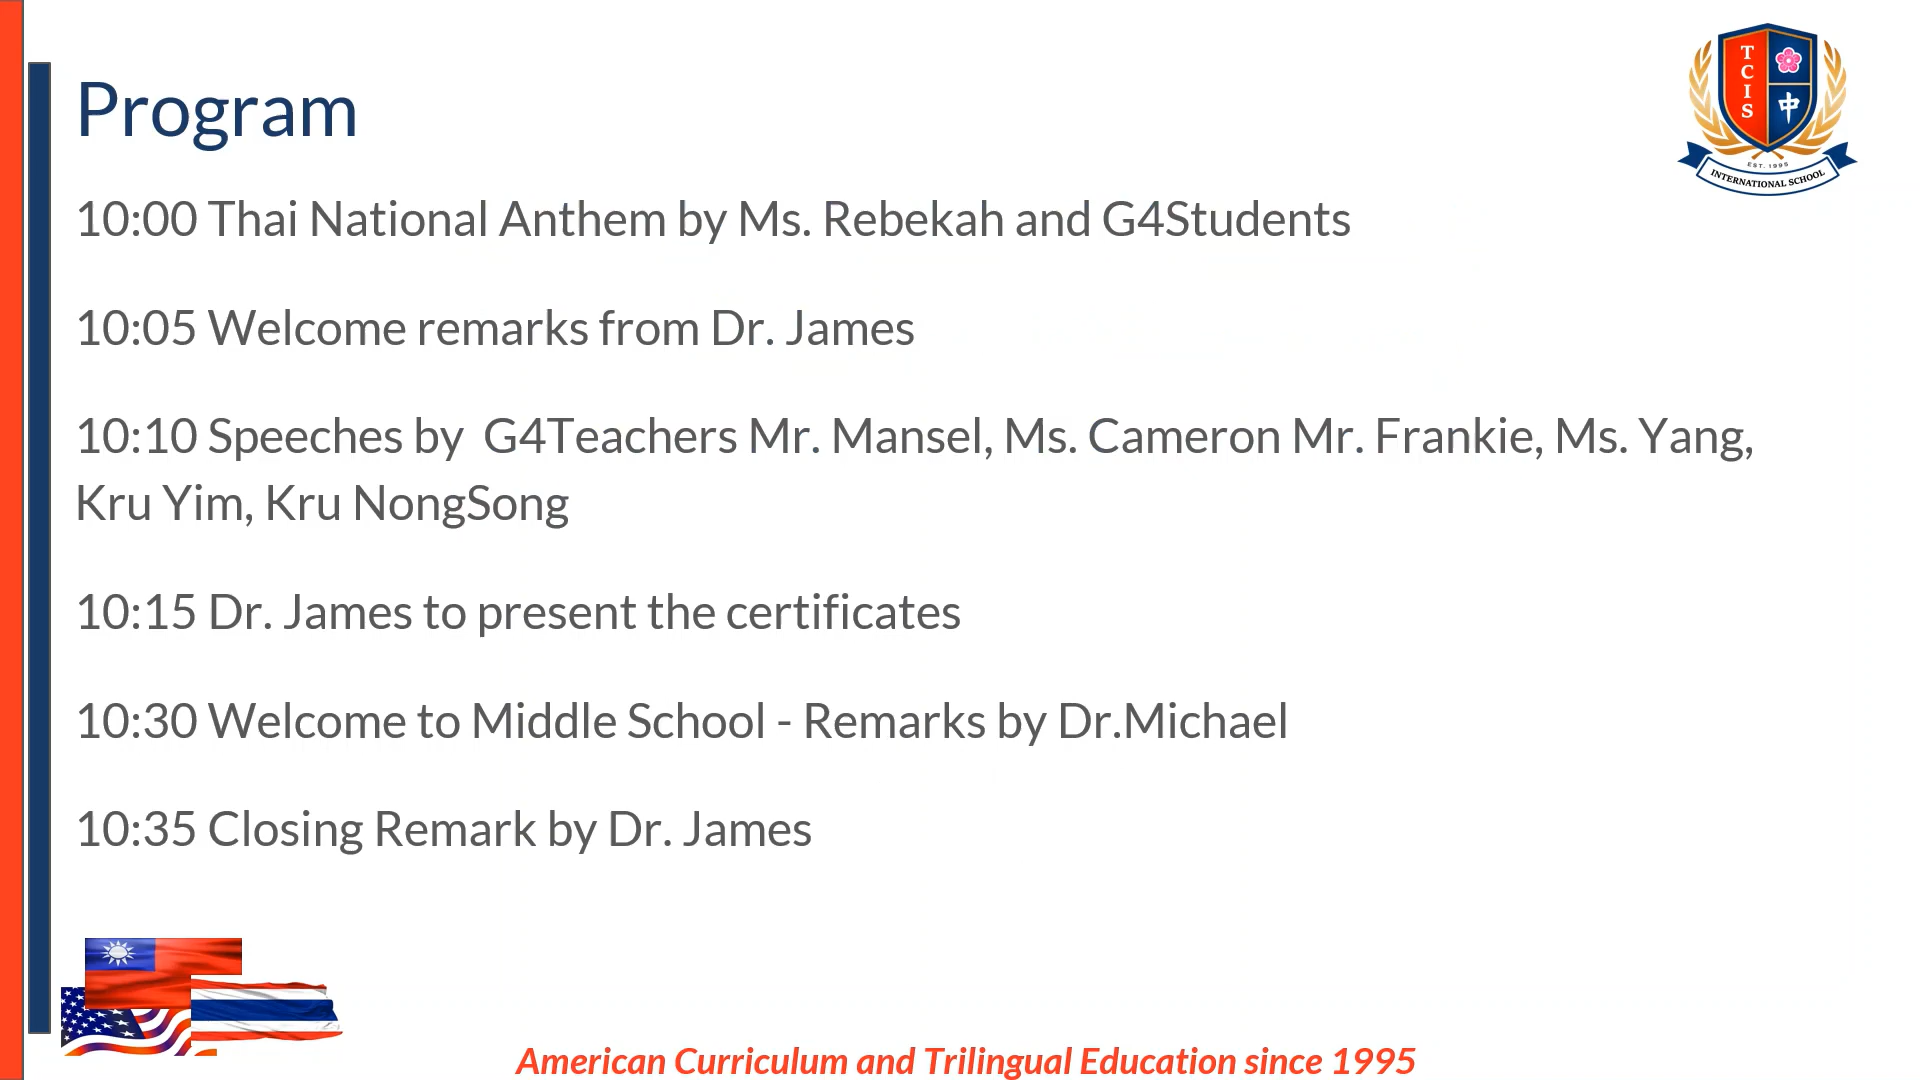 Program
T
C
I
S
中
EST. 1995
INTERNATIONAL SCHOOL
10:00 Thai National Anthem by Ms. Rebekah and G4Students
10:05 Welcome remarks from Dr. James
10:10 Speeches by  G4Teachers Mr. Mansel, Ms. Cameron Mr. Frankie, Ms. Yang,
Kru Yim, Kru NongSong
10:15 Dr. James to present the certificates
10:30 Welcome to Middle School - Remarks by Dr.Michael
10:35 Closing Remark by Dr. James
American Curriculum and Trilingual Education since 1995